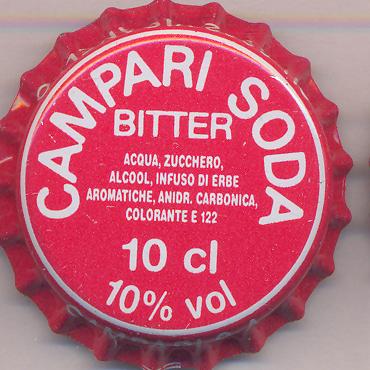 CAMPARI SODA
BITTER
ACQUA, ZUCCHERO,
ALCOOL, INFUSO DI ERBE
AROMATICHE, ANIDR. CARBONICA,
COLORANTE E 122
10 cl
10% vol